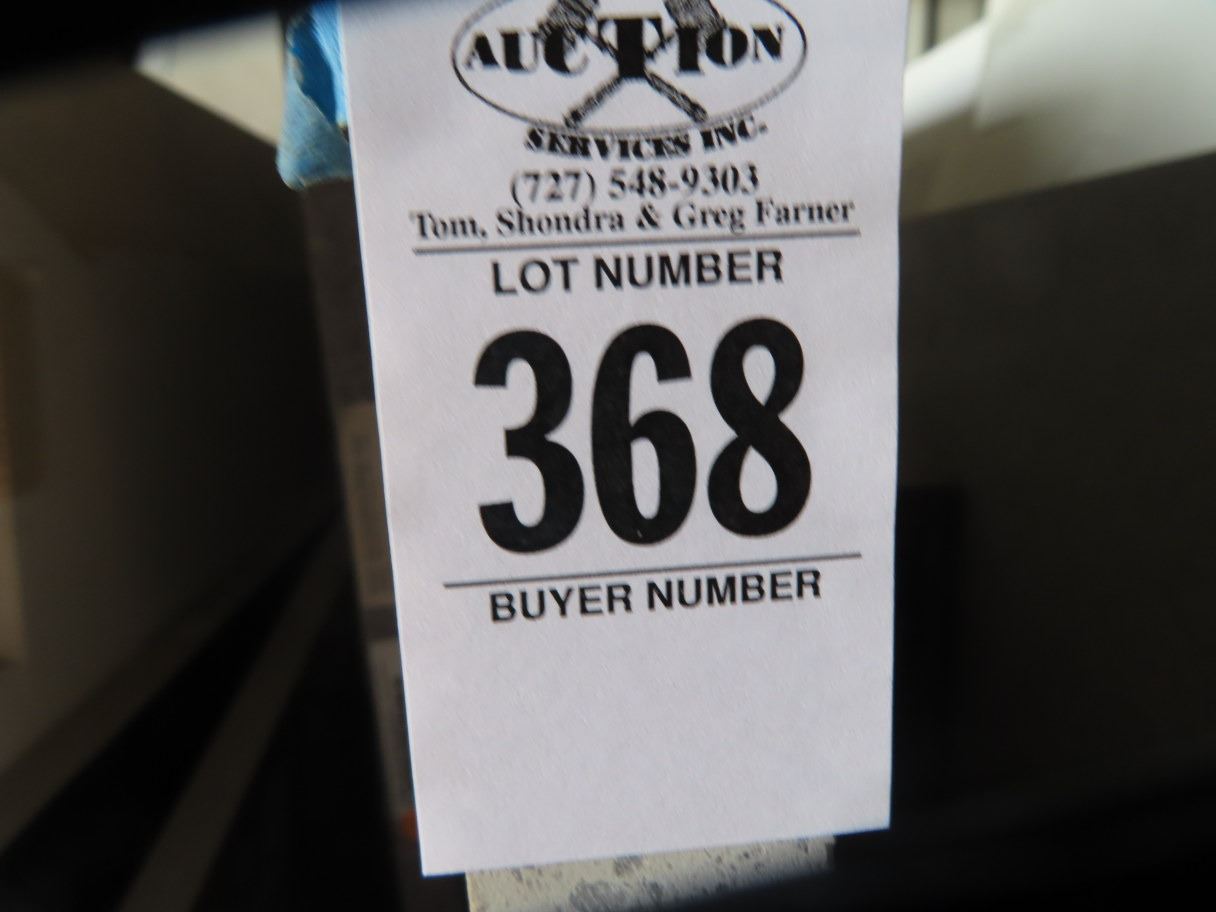 AUCTION
SERVICES INC.
(727) 548-9303
Tom, Shondra & Greg Farner
LOT NUMBER
368
BUYER NUMBER